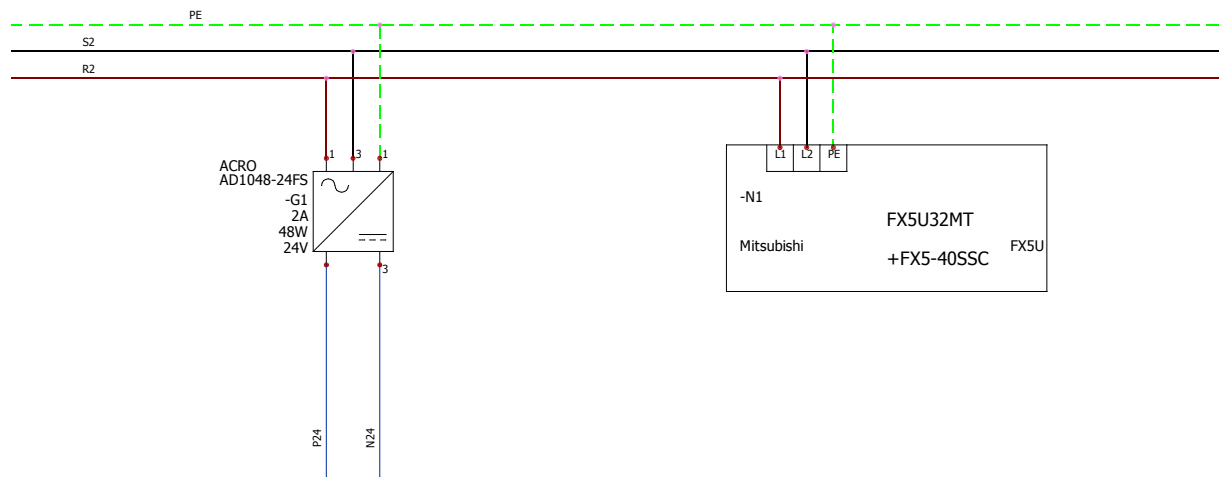 PE
S2
R2
1 3 1
ACRO
AD1048-24FS
-G1
2A
48W
24V
3
P24
N24
L1 L2 PE
-N1
FX5U32MT
Mitsubishi
FX5U
+FX5-40SSC